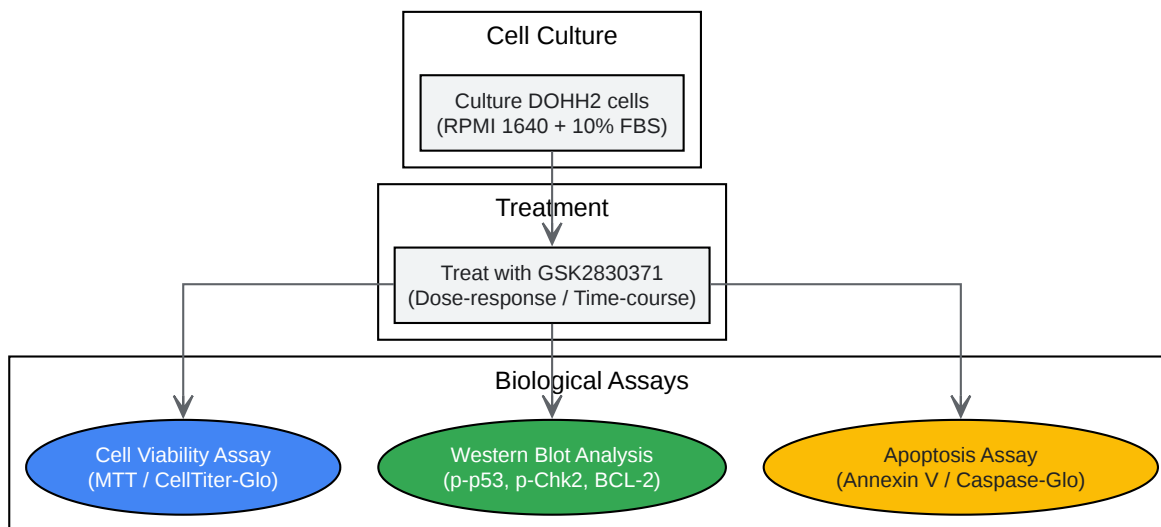 Cell Culture
Culture DOHH2 cells
(RPMI 1640 + 10% FBS)
Treatment
Treat with GSK2830371
(Dose-response / Time-course)
Biological Assays
Cell Viability Assay
(MTT / CellTiter-Glo)
Western Blot Analysis
(p-p53, p-Chk2, BCL-2)
Apoptosis Assay
(Annexin V / Caspase-Glo)